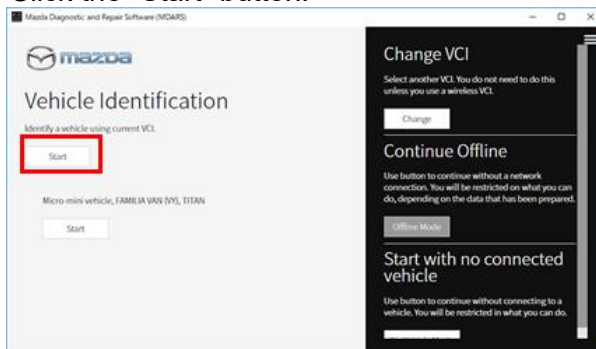 Click the "Start" button.
Mazda Diagnostic and Repair Software (MDARS)
mazda
Vehicle Identification
Identify a vehicle using current VCI.
Start
Micro-mini vehicle, FAMILIA VAN (VY), TITAN
Start
Change VCI
Select another VCI. You do not need to do this
unless you use a wireless VCI.
Change
Continue Offline
Use button to continue without a network
connection. You will be restricted on what you can
do, depending on the data that has been prepared.
Offline Mode
Start with no connected
vehicle
Use button to continue without connecting to a
vehicle. You will be restricted in what you can do.